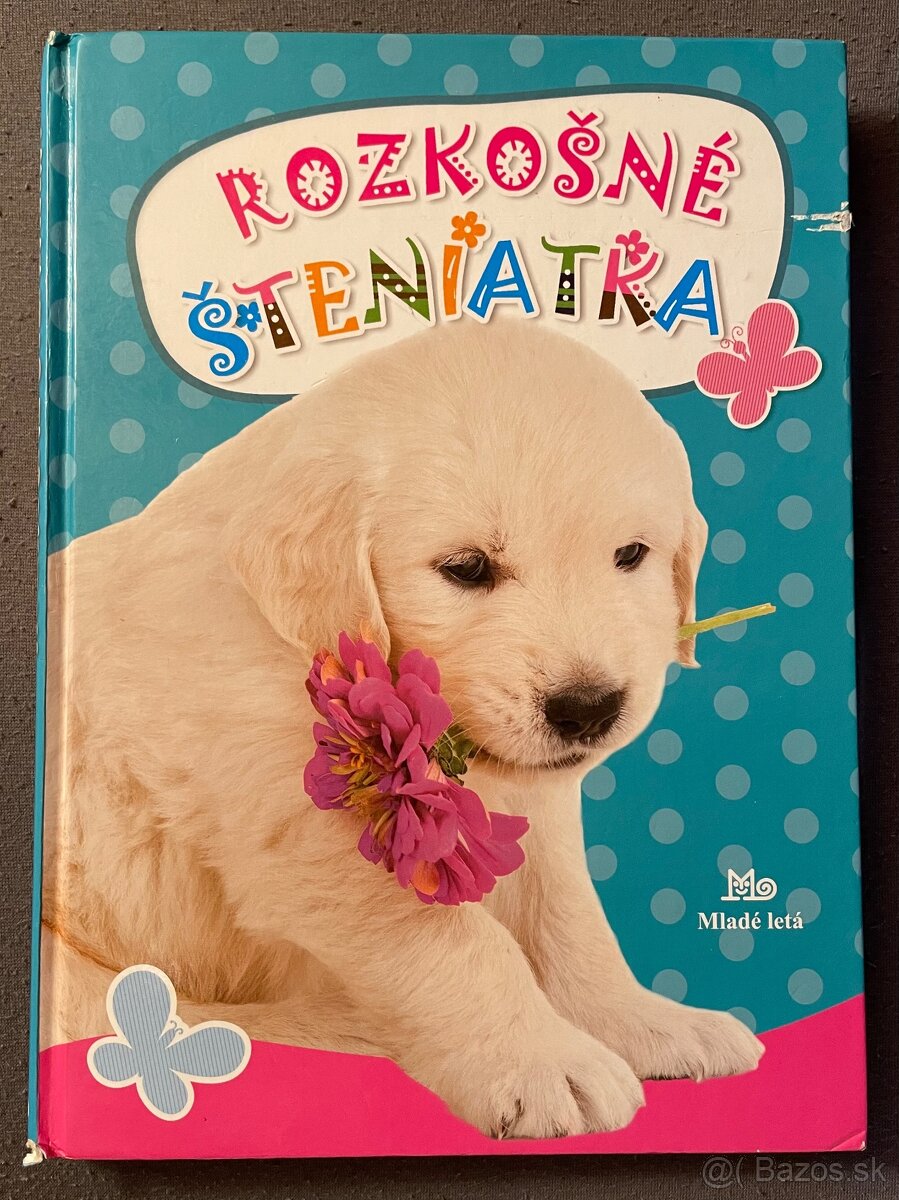 ROZKOŠNÉ
ŠTENIATKA
Mladé letá
@( Bazos.sk